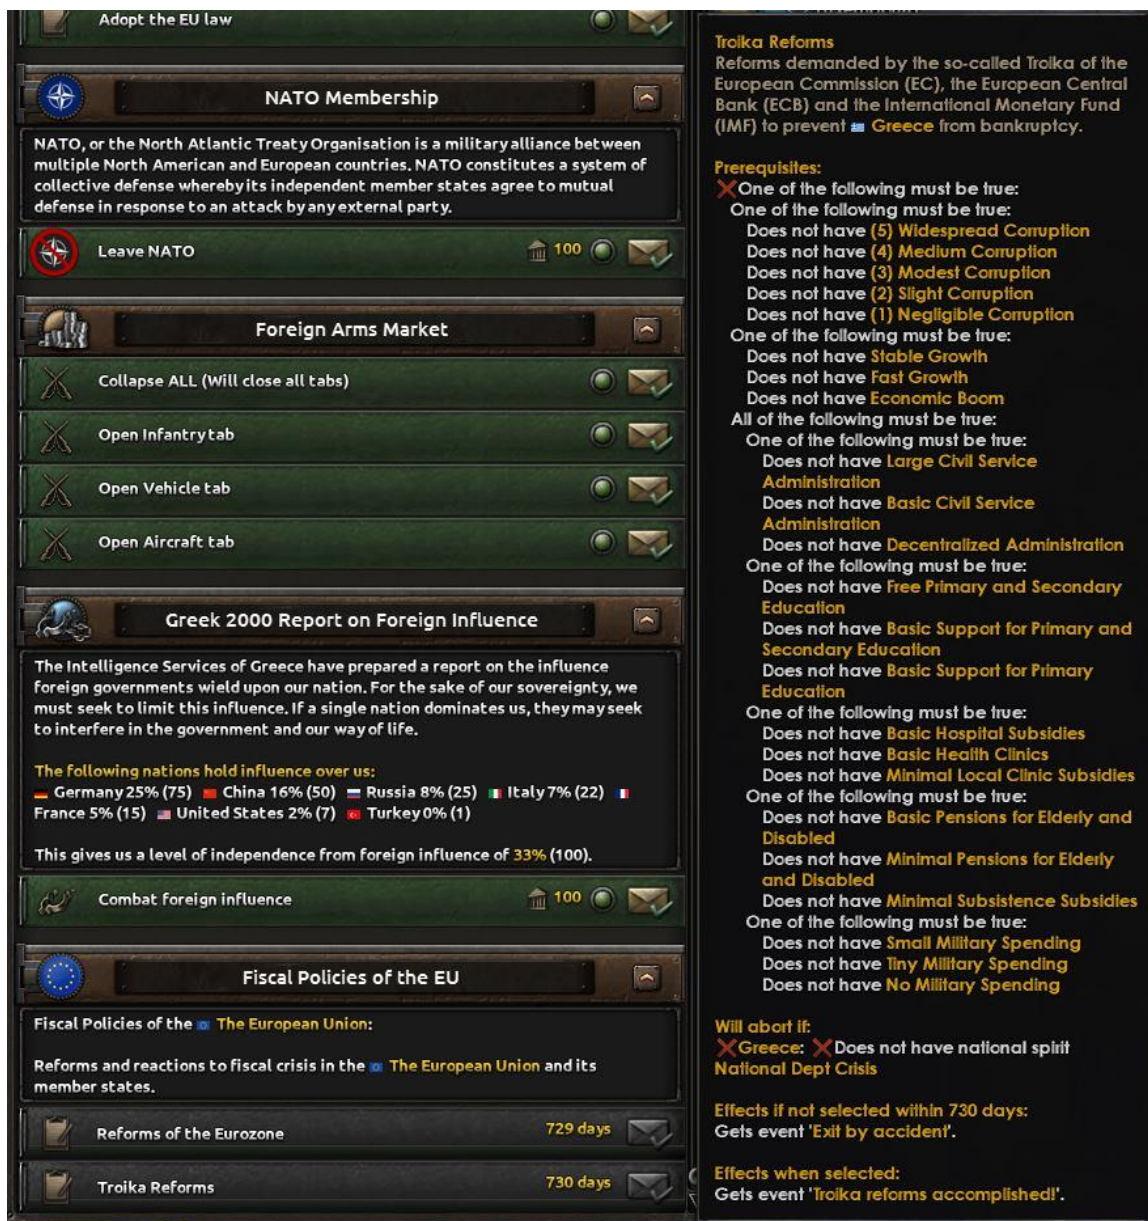 Adopt the EU law
NATO Membership
NATO, or the North Atlantic Treaty Organisation is a military alliance between
multiple North American and European countries. NATO constitutes a system of
collective defense whereby its independent member states agree to mutual
defense in response to an attack by any external party.
Leave NATO 100
Foreign Arms Market
Collapse ALL (Will close all tabs)
Open Infantry tab
Open Vehicle tab
Open Aircraft tab
Greek 2000 Report on Foreign Influence
The Intelligence Services of Greece have prepared a report on the influence
foreign governments wield upon our nation. For the sake of our sovereignty, we
must seek to limit this influence. If a single nation dominates us, they may seek
to interfere in the government and our way of life.
The following nations hold influence over us:
Germany 25% (75) China 16% (50) Russia 8% (25) Italy 7% (22)
France 5% (15) United States 2% (7) Turkey 0% (1)
This gives us a level of independence from foreign influence of 33% (100).
Combat foreign influence 100
Fiscal Policies of the EU
Fiscal Policies of the The European Union:
Reforms and reactions to fiscal crisis in the The European Union and its
member states.
Reforms of the Eurozone 729 days
Troika Reforms 730 days
Troika Reforms
Reforms demanded by the so-called Troika of the
European Commission (EC), the European Central
Bank (ECB) and the International Monetary Fund
(IMF) to prevent Greece from bankruptcy.
Prerequisites:
One of the following must be true:
One of the following must be true:
Does not have (5) Widespread Corruption
Does not have (4) Medium Corruption
Does not have (3) Modest Corruption
Does not have (2) Slight Corruption
Does not have (1) Negligible Corruption
One of the following must be true:
Does not have Stable Growth
Does not have Fast Growth
Does not have Economic Boom
All of the following must be true:
One of the following must be true:
Does not have Large Civil Service
Administration
Does not have Basic Civil Service
Administration
Does not have Decentralized Administration
One of the following must be true:
Does not have Free Primary and Secondary
Education
Does not have Basic Support for Primary and
Secondary Education
Does not have Basic Support for Primary
Education
One of the following must be true:
Does not have Basic Hospital Subsidies
Does not have Basic Health Clinics
Does not have Minimal Local Clinic Subsidies
One of the following must be true:
Does not have Basic Pensions for Elderly and
Disabled
Does not have Minimal Pensions for Elderly
and Disabled
Does not have Minimal Subsistence Subsidies
One of the following must be true:
Does not have Small Military Spending
Does not have Tiny Military Spending
Does not have No Military Spending
Will abort if:
Greece: Does not have national spirit
National Dept Crisis
Effects if not selected within 730 days:
Gets event 'Exit by accident'.
Effects when selected:
Gets event 'Troika reforms accomplished!'.